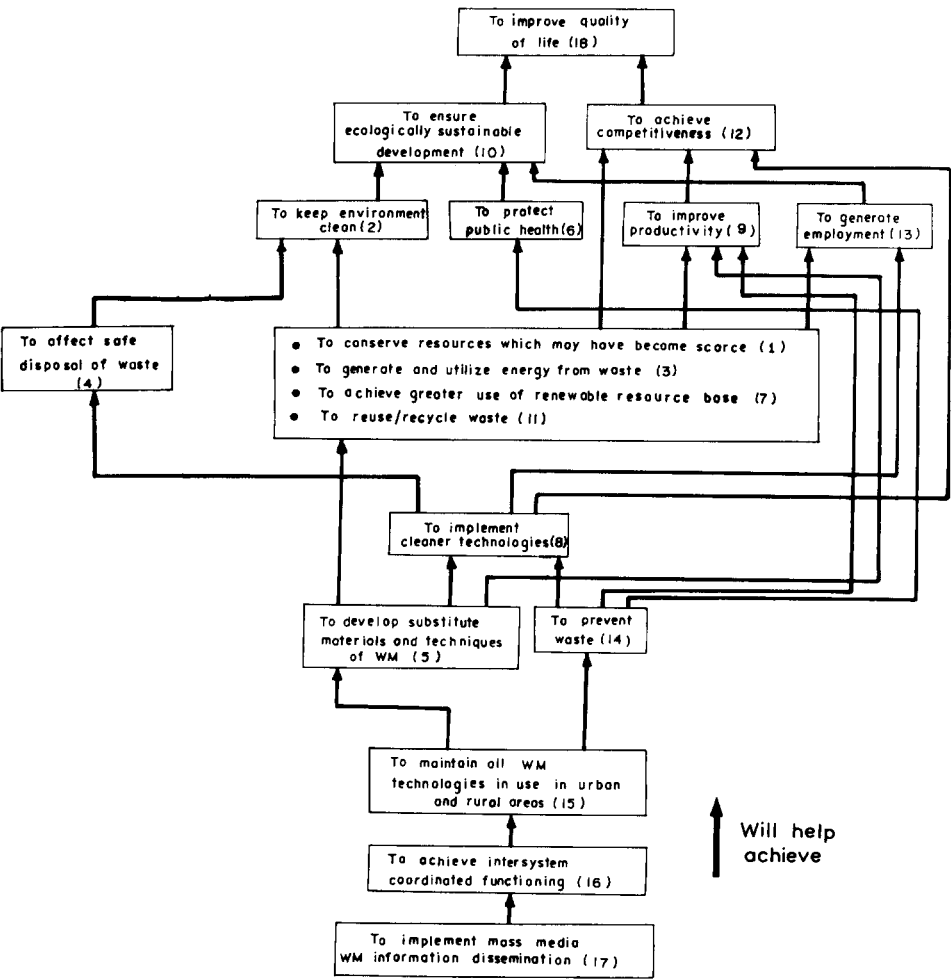 To improve quality
of life (18)
To ensure
ecologically sustainable
development (10)
To achieve
competitiveness (12)
To keep environment
clean (2)
To protect
public health (6)
To improve
productivity (9)
To generate
employment (13)
To affect safe
disposal of waste
(4)
• To conserve resources which may have become scarce (1)
• To generate and utilize energy from waste (3)
• To achieve greater use of renewable resource base (7)
• To reuse/recycle waste (11)
To implement
cleaner technologies (8)
To develop substitute
materials and techniques
of WM (5)
To prevent
waste (14)
To maintain all WM
technologies in use in urban
and rural areas (15)
Will help
achieve
To achieve intersystem
coordinated functioning (16)
To implement mass media
WM information dissemination (17)